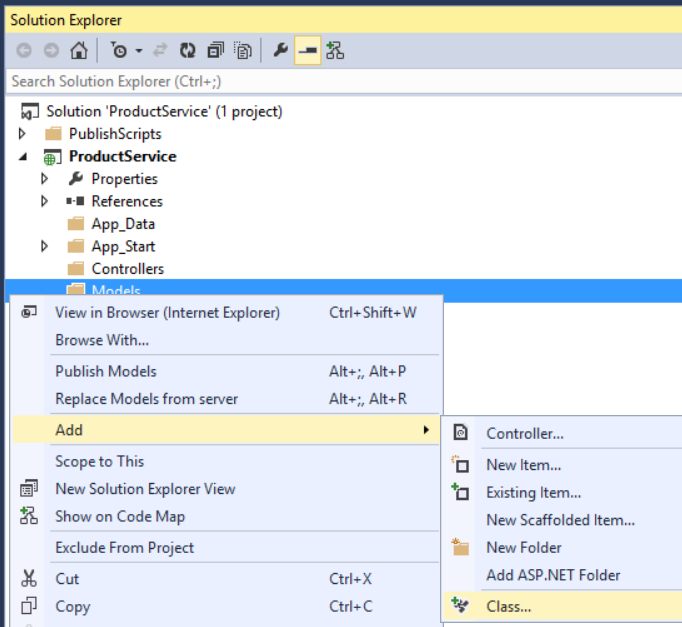 Solution Explorer
Search Solution Explorer (Ctrl+;)
Solution 'ProductService' (1 project)
PublishScripts
ProductService
Properties
References
App_Data
App_Start
Controllers
Models
View in Browser (Internet Explorer) Ctrl+Shift+W
Browse With...
Publish Models Alt+;, Alt+P
Replace Models from server Alt+;, Alt+R
Add
Scope to This
New Solution Explorer View
Show on Code Map
Exclude From Project
Cut Ctrl+X
Copy Ctrl+C
Controller...
New Item...
Existing Item...
New Scaffolded Item...
New Folder
Add ASP.NET Folder
Class...